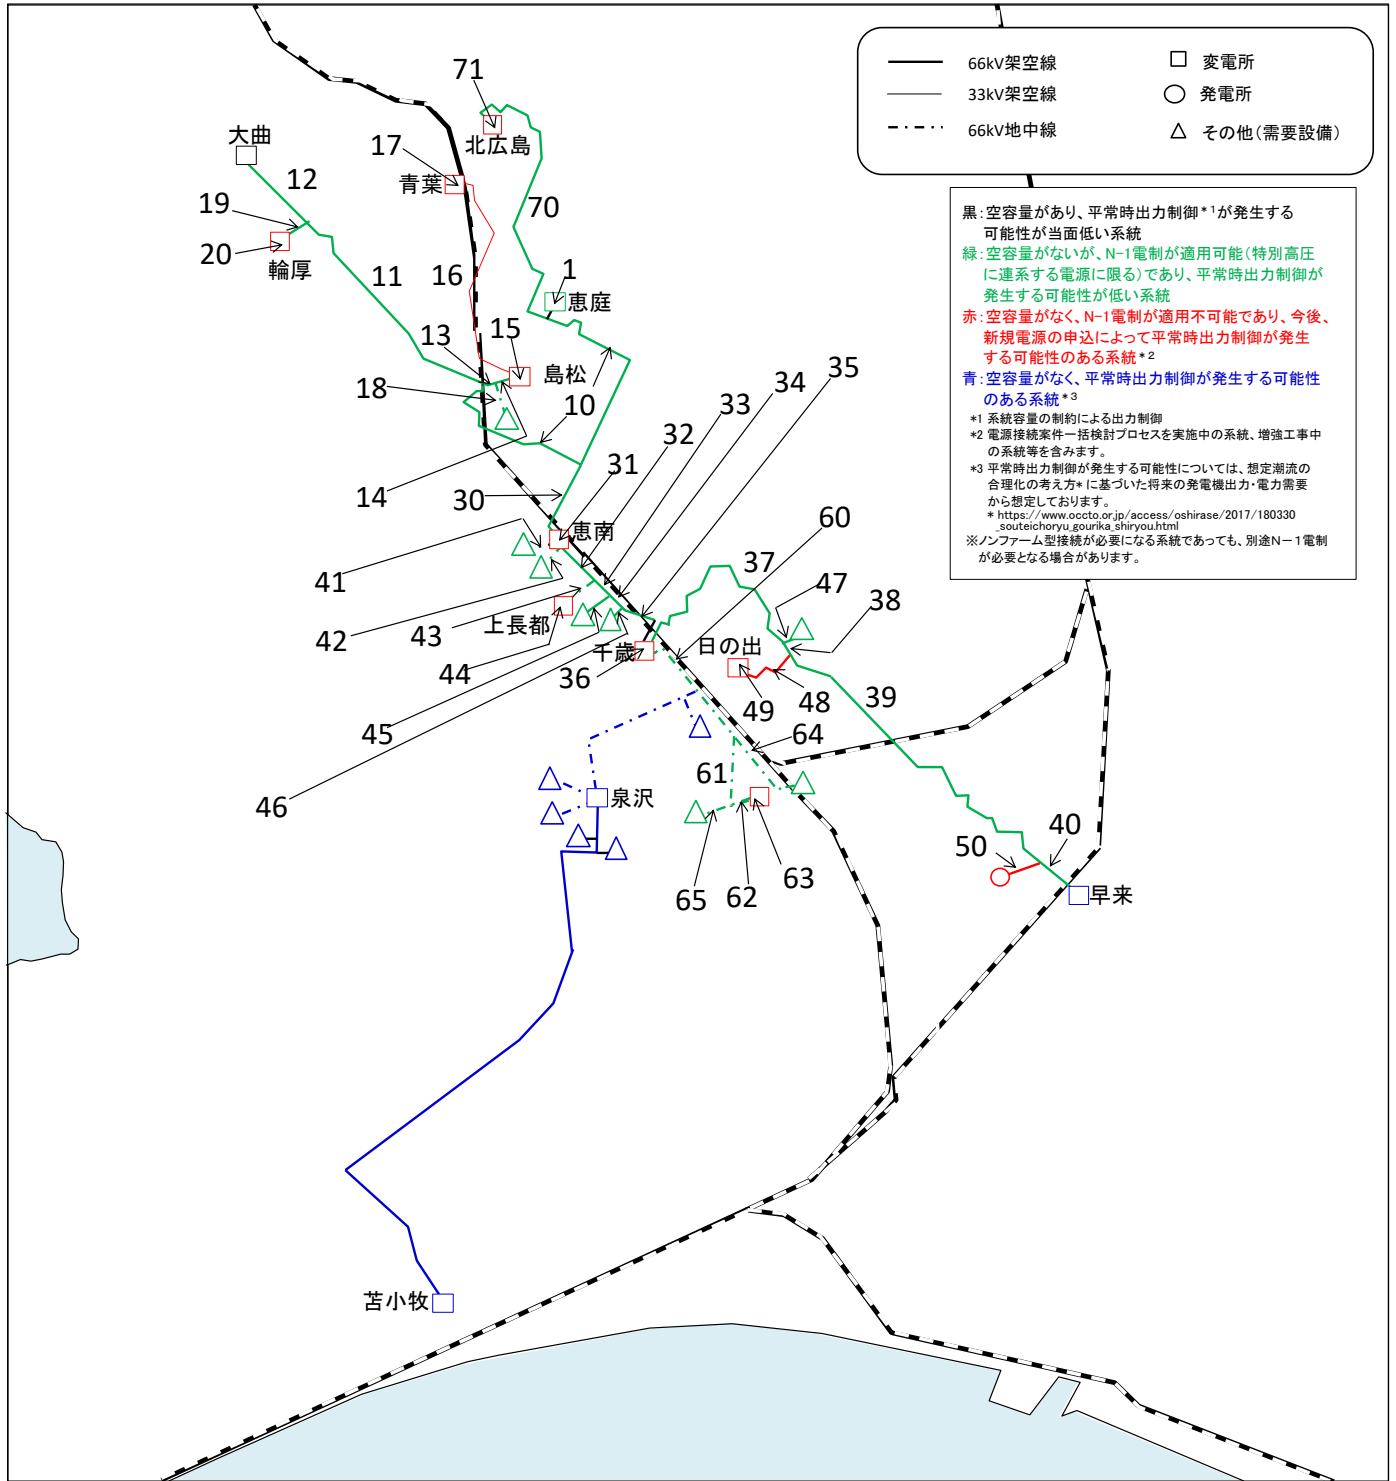 66kV架空線
変電所
33kV架空線
発電所
66kV地中線
その他(需要設備)
黒:空容量があり、平常時出力制御*1が発生する
可能性が当面低い系統
緑:空容量がないが、N-1電制が適用可能(特別高圧
に連系する電源に限る)であり、平常時出力制御が
発生する可能性が低い系統
赤:空容量がなく、N-1電制が適用不可能であり、今後、
新規電源の申込によって平常時出力制御が発生
する可能性のある系統*2
青:空容量がなく、平常時出力制御が発生する可能性
のある系統*3
*1 系統容量の制約による出力制御
*2 電源接続案件一括検討プロセスを実施中の系統、増強工事中
の系統等を含みます。
*3 平常時出力制御が発生する可能性については、想定潮流の
合理化の考え方*に基づいた将来の発電機出力・電力需要
から想定しております。
* https://www.occto.or.jp/access/oshirase/2017/180330
_souteichoryu_gourika_shiryou.html
※ノンファーム型接続が必要になる系統であっても、別途N-1電制
が必要となる場合があります。
71
北広島
大曲
17
青葉
12
19
20
輪厚
70
11
16
1
恵庭
13
15
島松
18
10
14
30
31
32
33
34
35
恵南
41
42
43
上長都
44
45
46
千歳
36
60
37
47
38
日の出
49
48
39
64
61
泉沢
65
62
63
50
40
早来
苫小牧